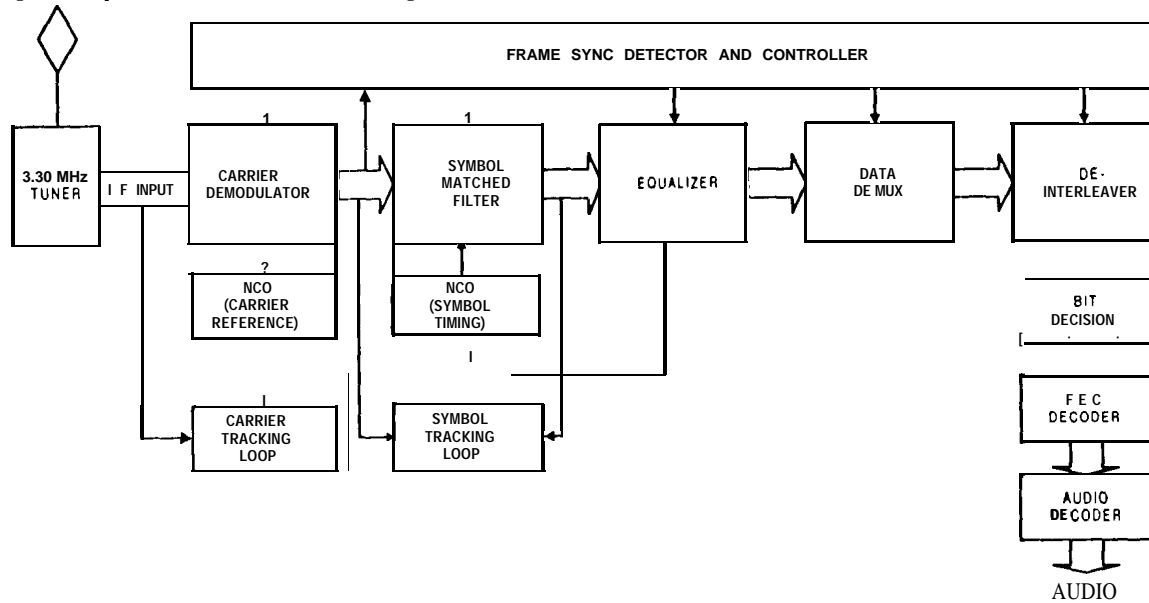 FRAME SYNC DETECTOR AND CONTROLLER
3.30 MHz
TUNER
I F INPUT
1
CARRIER
DEMODULATOR
?
NCO
(CARRIER
REFERENCE)
I
CARRIER
TRACKING
LOOP
1
SYMBOL
MATCHED
FILTER
NCO
(SYMBOL
TIMING)
I
SYMBOL
TRACKING
LOOP
EQUALIZER
DATA
DE MUX
DE-
INTERLEAVER
BIT
DECISION
FEC
DECODER
AUDIO
DECODER
AUDIO